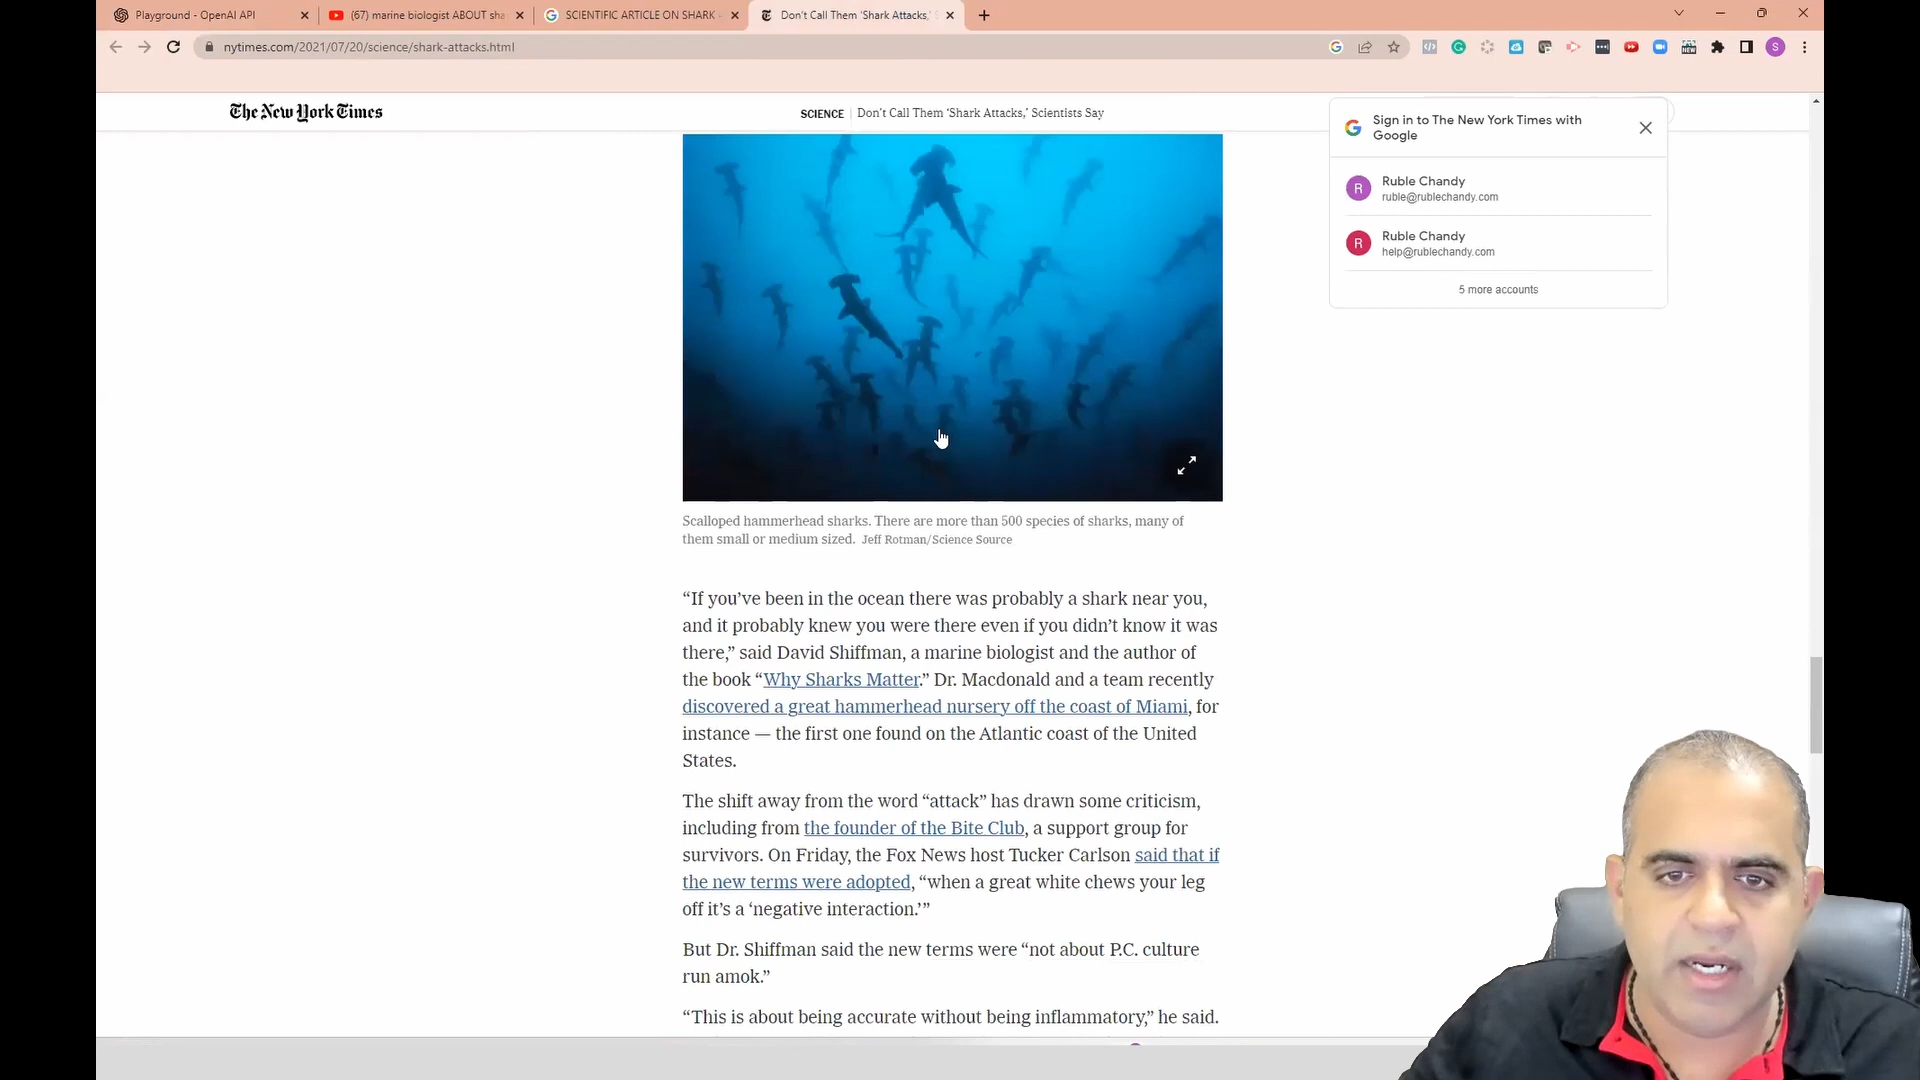 Playground - OpenAI API
(67) marine biologist ABOUT sha
SCIENTIFIC ARTICLE ON SHARK -
Don't Call Them 'Shark Attacks,' S
nytimes.com/2021/07/20/science/shark-attacks.html
NEW
S
The New York Times
SCIENCE | Don't Call Them 'Shark Attacks,' Scientists Say
Sign in to The New York Times with
Google
R
Ruble Chandy
ruble@rublechandy.com
R
Ruble Chandy
help@rublechandy.com
5 more accounts
Scalloped hammerhead sharks. There are more than 500 species of sharks, many of
them small or medium sized. Jeff Rotman/Science Source
“If you’ve been in the ocean there was probably a shark near you,
and it probably knew you were there even if you didn’t know it was
there,” said David Shiffman, a marine biologist and the author of
the book “Why Sharks Matter.” Dr. Macdonald and a team recently
discovered a great hammerhead nursery off the coast of Miami, for
instance — the first one found on the Atlantic coast of the United
States.
The shift away from the word “attack” has drawn some criticism,
including from the founder of the Bite Club, a support group for
survivors. On Friday, the Fox News host Tucker Carlson said that if
the new terms were adopted, “when a great white chews your leg
off it’s a ‘negative interaction.’”
But Dr. Shiffman said the new terms were “not about P.C. culture
run amok.”
“This is about being accurate without being inflammatory,” he said.